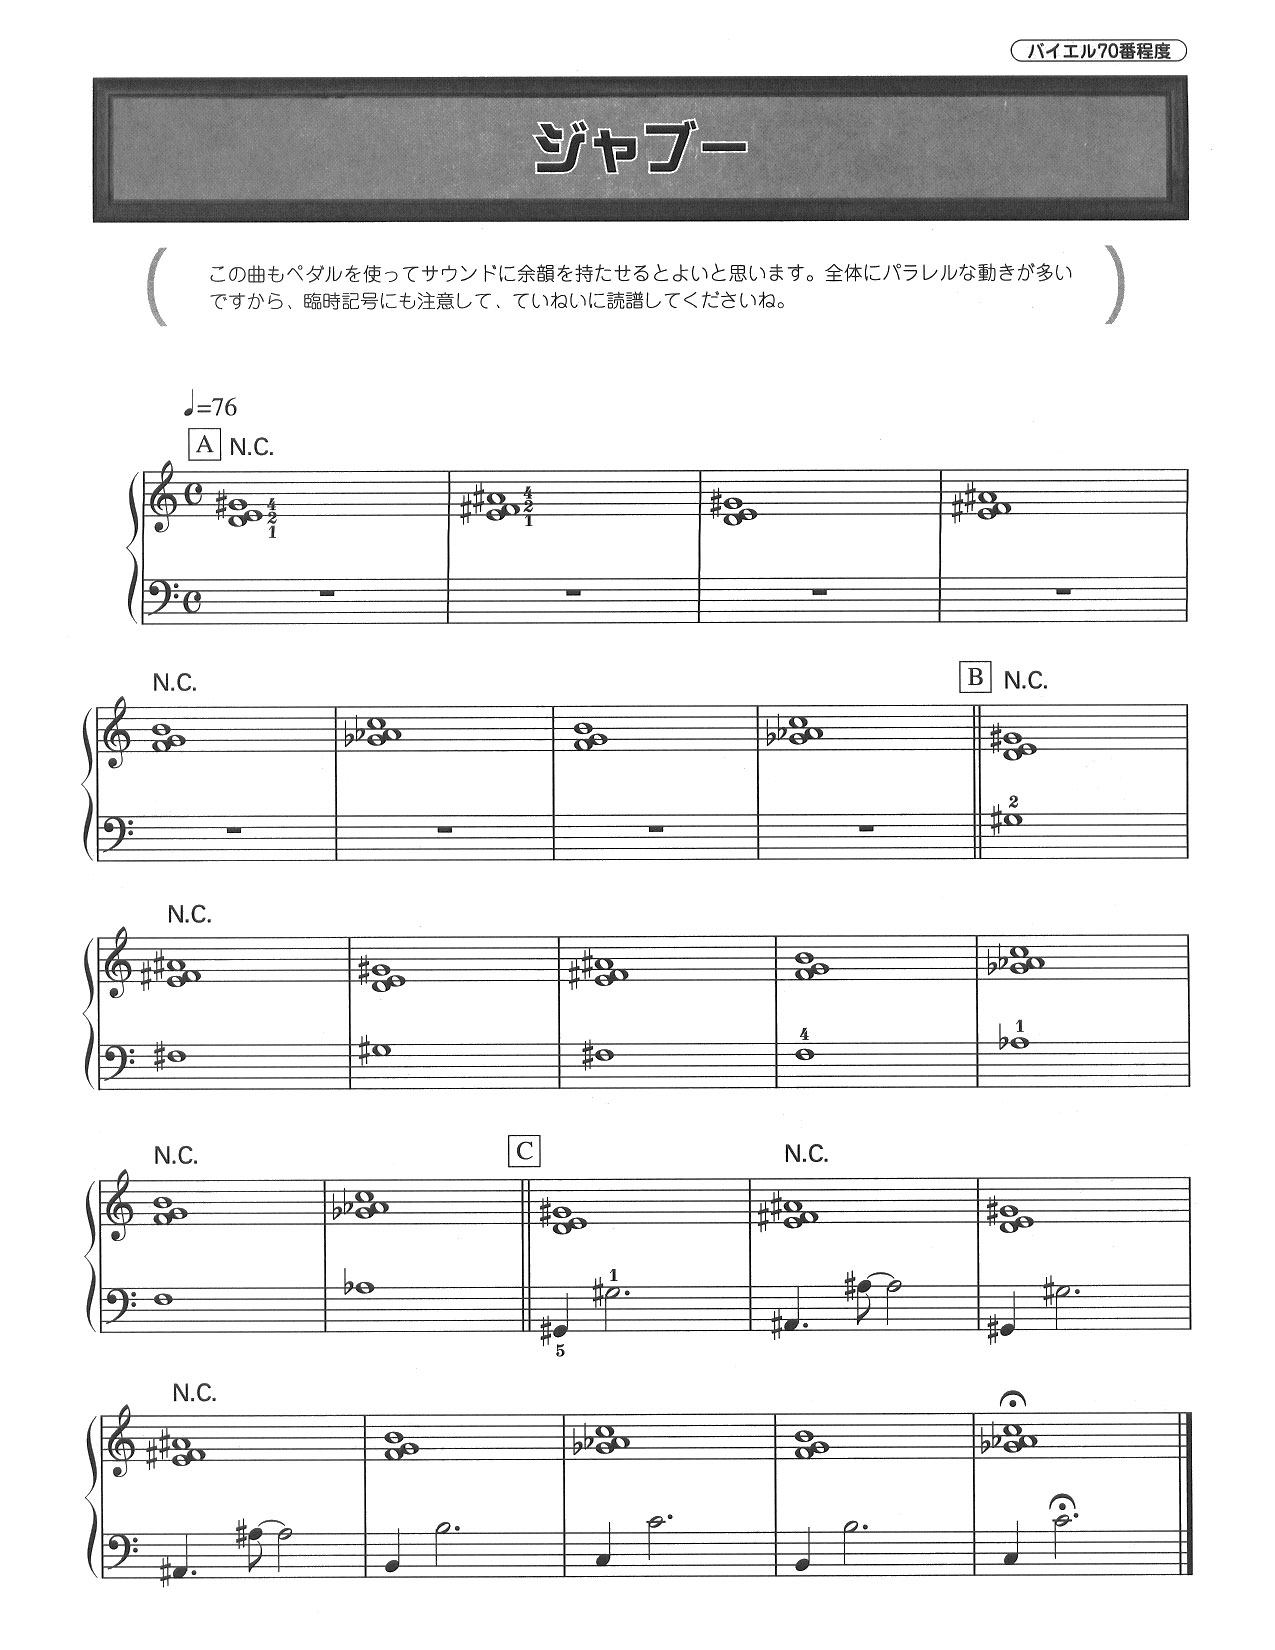 バイエル70番程度
ジャブー
この曲もペダルを使ってサウンドに余韻を持たせるとよいと思います。全体にパラレルな動きが多い
ですから、臨時記号にも注意して、ていねいに読譜してくださいね。
♩=76
A N.C.
4 4
2 2
1 1
N.C. B N.C.
2
N.C.
4 1
N.C. C N.C.
1
5
N.C.